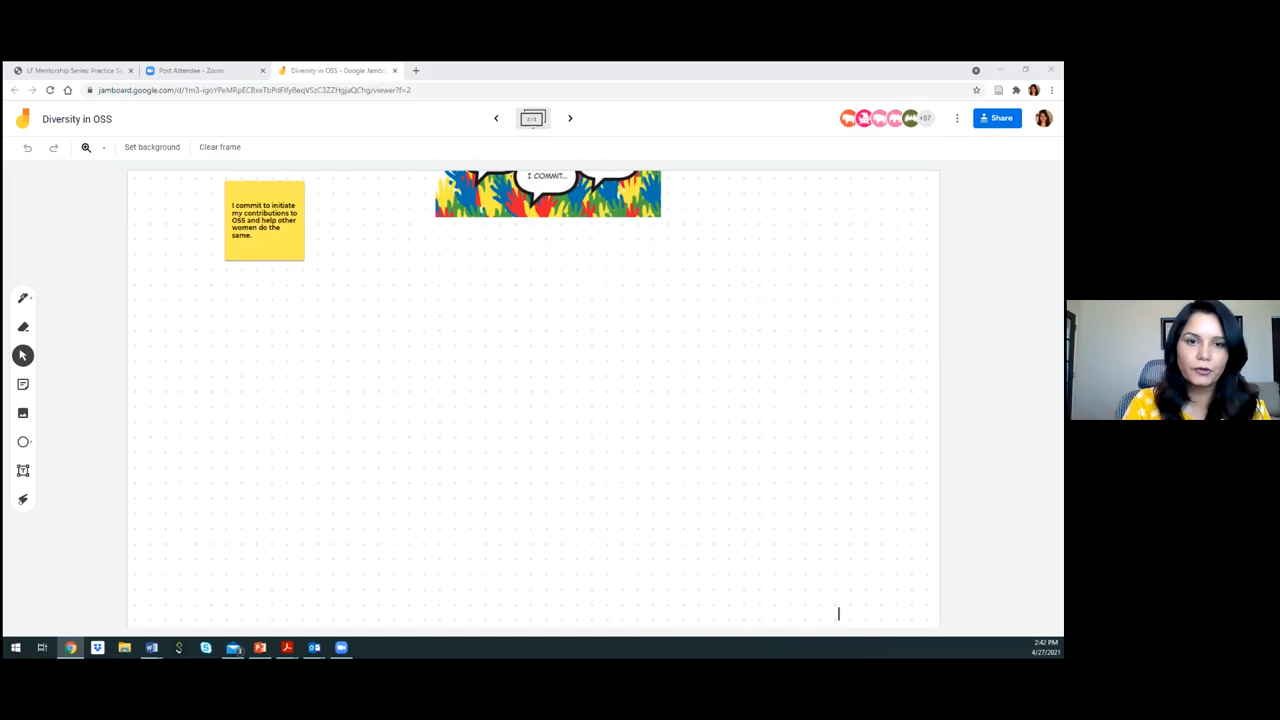 LF Mentorship Series: Practice Se
Post Attendee - Zoom
Diversity in OSS - Google Jambo
jamboard.google.com/d/1m3-igoYPeMRpECBxeTbPdFIfyBeqVSzC3ZZHgjaQChg/viewer?f=2
Diversity in OSS
+57
Share
Set background
Clear frame
I COMMIT...
I commit to initiate
my contributions to
OSS and help other
women do the
same.
2:42 PM
4/27/2021